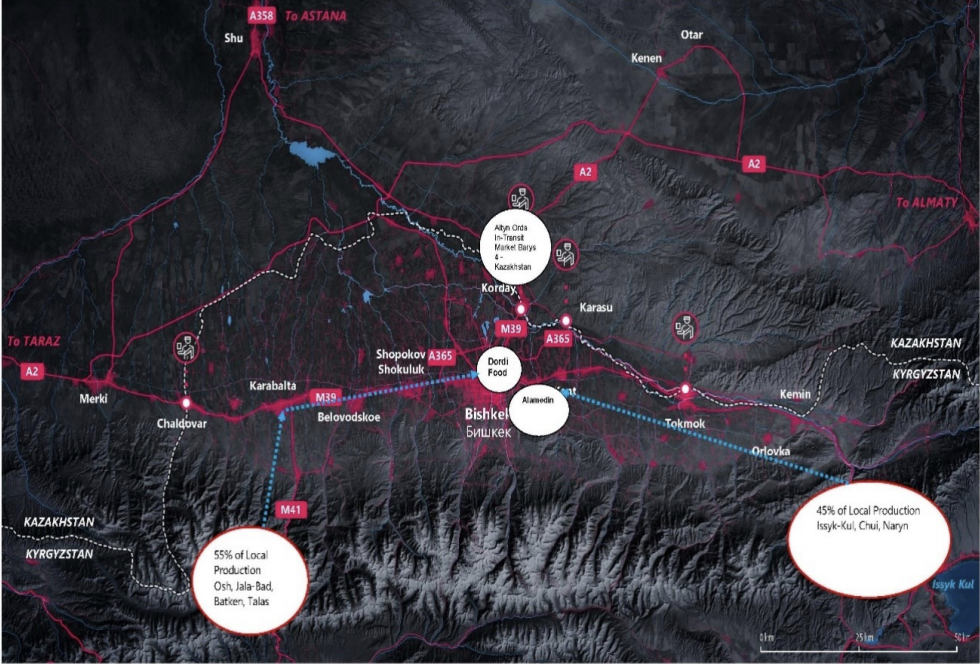 A358
To ASTANA
Shu
Otar
Kenen
A2
A2
To ALMATY
Altyn Orda
In-Transit
Market Barys
4 -
Kazakhstan
Korday
Karasu
M39
A365
To TARAZ
A2
Merki
Chaldovar
Karabalta
M39
Belovodskoe
Shopokov
Shokuluk
A365
Dordi
Food
Alamedin
Bishkek
Бишкек
Tokmok
Kemin
Orlovka
KAZAKHSTAN
KYRGYZSTAN
M41
KAZAKHSTAN
KYRGYZSTAN
55% of Local
Production
Osh, Jala-Bad,
Batken, Talas
45% of Local Production
Issyk-Kul, Chui, Naryn
Issyk Kul
0 km
25 km
50 k